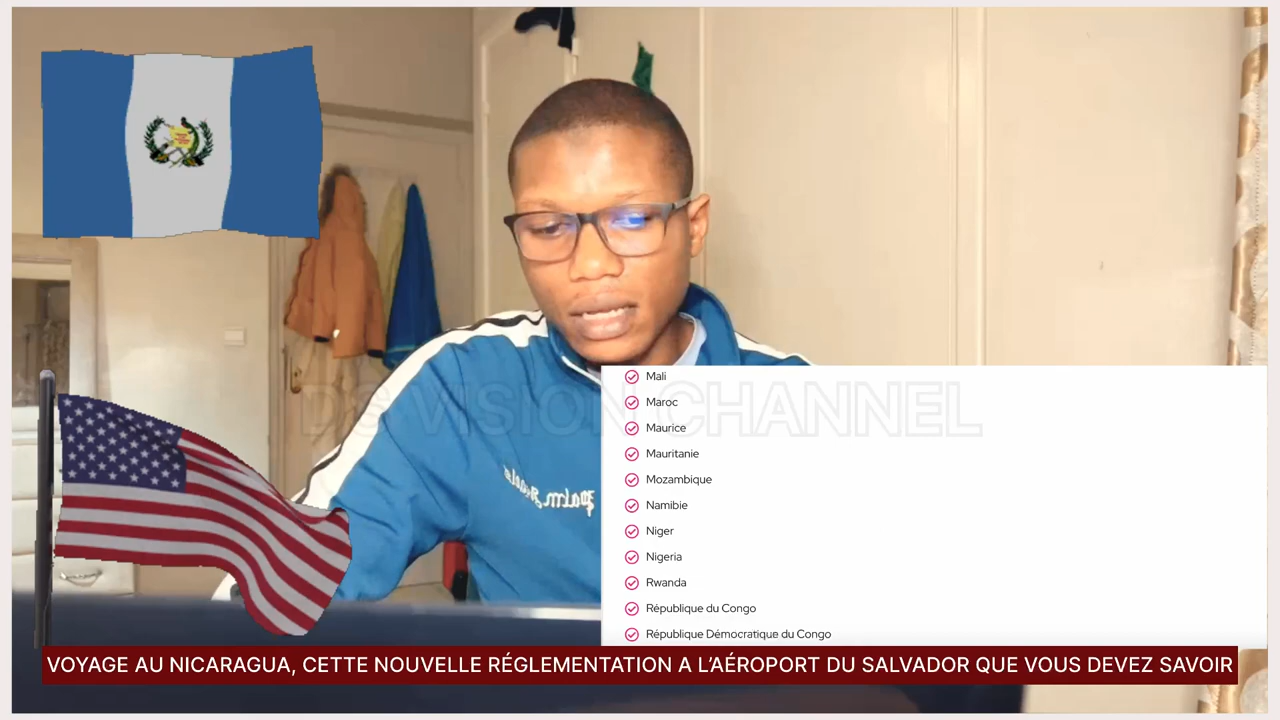 Mali
DS VISION CHANNEL
Maroc
Maurice
Mauritanie
Mozambique
Namibie
Niger
Nigeria
Rwanda
République du Congo
République Démocratique du Congo
VOYAGE AU NICARAGUA, CETTE NOUVELLE RÉGLEMENTATION A L'AÉROPORT DU SALVADOR QUE VOUS DEVEZ SAVOIR